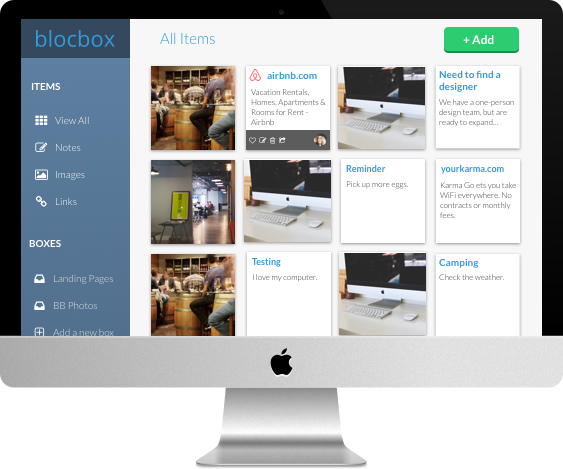 blocbox
All Items
+ Add
ITEMS
View All
Notes
Images
Links
BOXES
Landing Pages
BB Photos
Add a new box
airbnb.com
Vacation Rentals,
Homes, Apartments &
Rooms for Rent -
Airbnb
Need to find a
designer
We have a one-person
design team, but are
ready to expand...
Reminder
Pick up more eggs.
yourkarma.com
Karma Go ets you take
WiFi everywhere. No
contracts or monthly
fees.
Testing
I love my computer.
Camping
Check the weather.